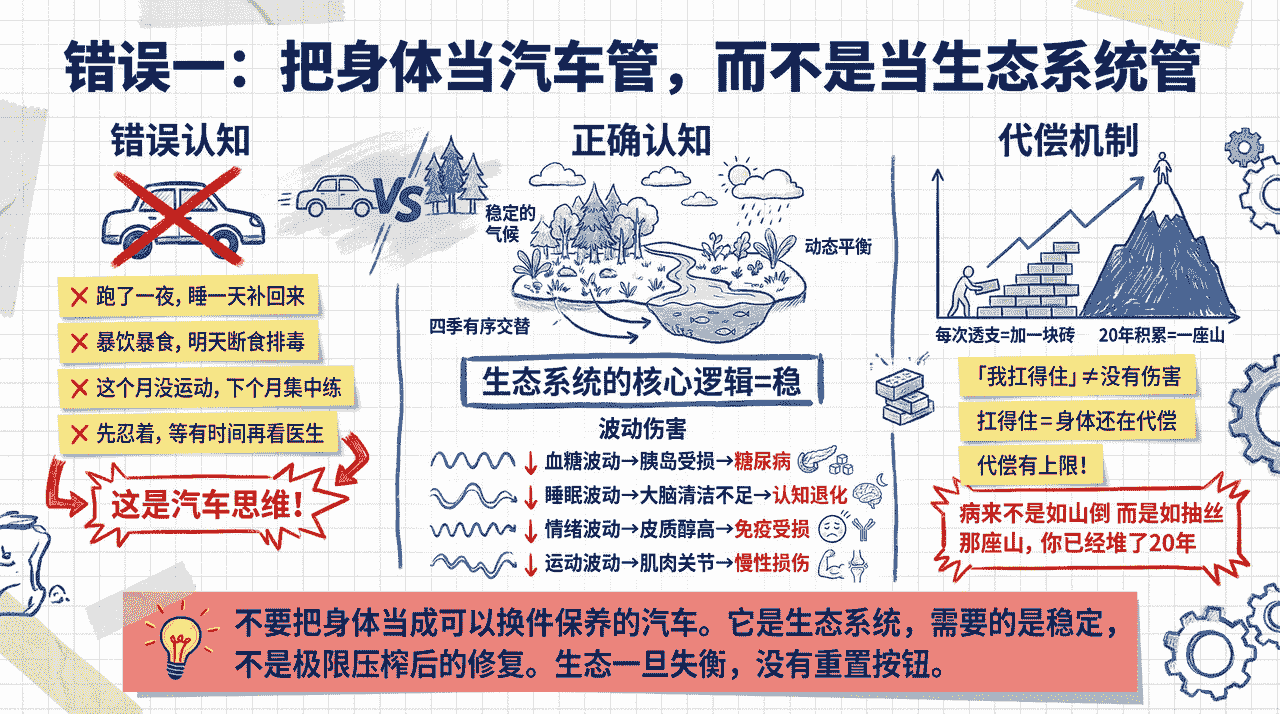 错误一：把身体当汽车管，而不是当生态系统管
错误认知
× 跑了一夜，睡一天补回来
× 暴饮暴食，明天断食排毒
× 这个月没运动，下个月集中练
× 先忍着，等有时间再看医生
这是汽车思维！
VS
正确认知
稳定的
气候
动态平衡
四季有序交替
生态系统的核心逻辑=稳
波动伤害
血糖波动→胰岛受损→糖尿病
睡眠波动→大脑清洁不足→认知退化
情绪波动→皮质醇高→免疫受损
运动波动→肌肉关节→慢性损伤
代偿机制
每次透支=加一块砖
20年积累=一座山
「我扛得住」≠没有伤害
扛得住=身体还在代偿
代偿有上限！
病来不是如山倒 而是如抽丝
那座山，你已经堆了20年
不要把身体当成可以换件保养的汽车。它是生态系统，需要的是稳定，
不是极限压榨后的修复。生态一旦失衡，没有重置按钮。